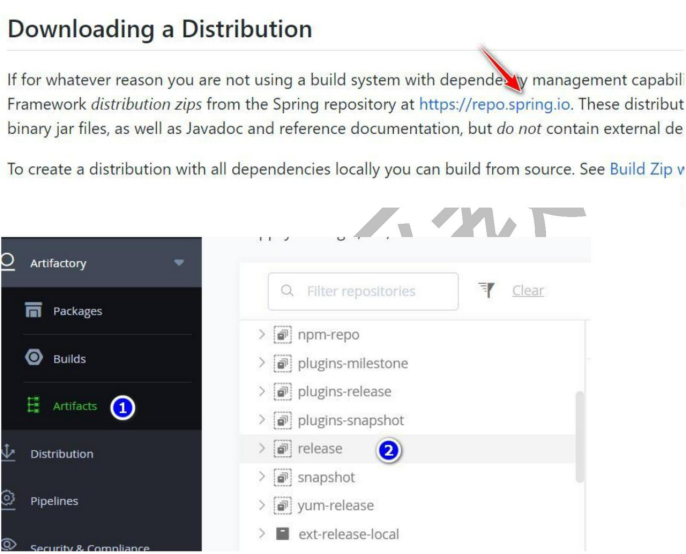 Downloading a Distribution
If for whatever reason you are not using a build system with dependency management capabili
Framework distribution zips from the Spring repository at https://repo.spring.io. These distribut
binary jar files, as well as Javadoc and reference documentation, but do not contain external de
To create a distribution with all dependencies locally you can build from source. See Build Zip w
Artifactory
Packages
Builds
Artifacts 1
Distribution
Pipelines
Security & Compliance
Filter repositories Clear
npm-repo
plugins-milestone
plugins-release
plugins-snapshot
release 2
snapshot
yum-release
ext-release-local